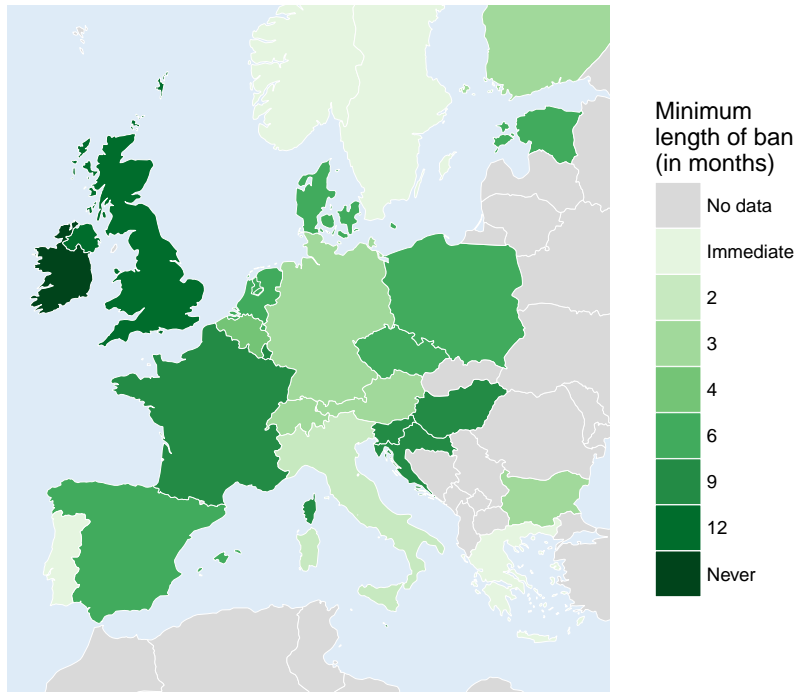 Minimum
length of ban
(in months)
No data
Immediate
2
3
4
6
9
12
Never